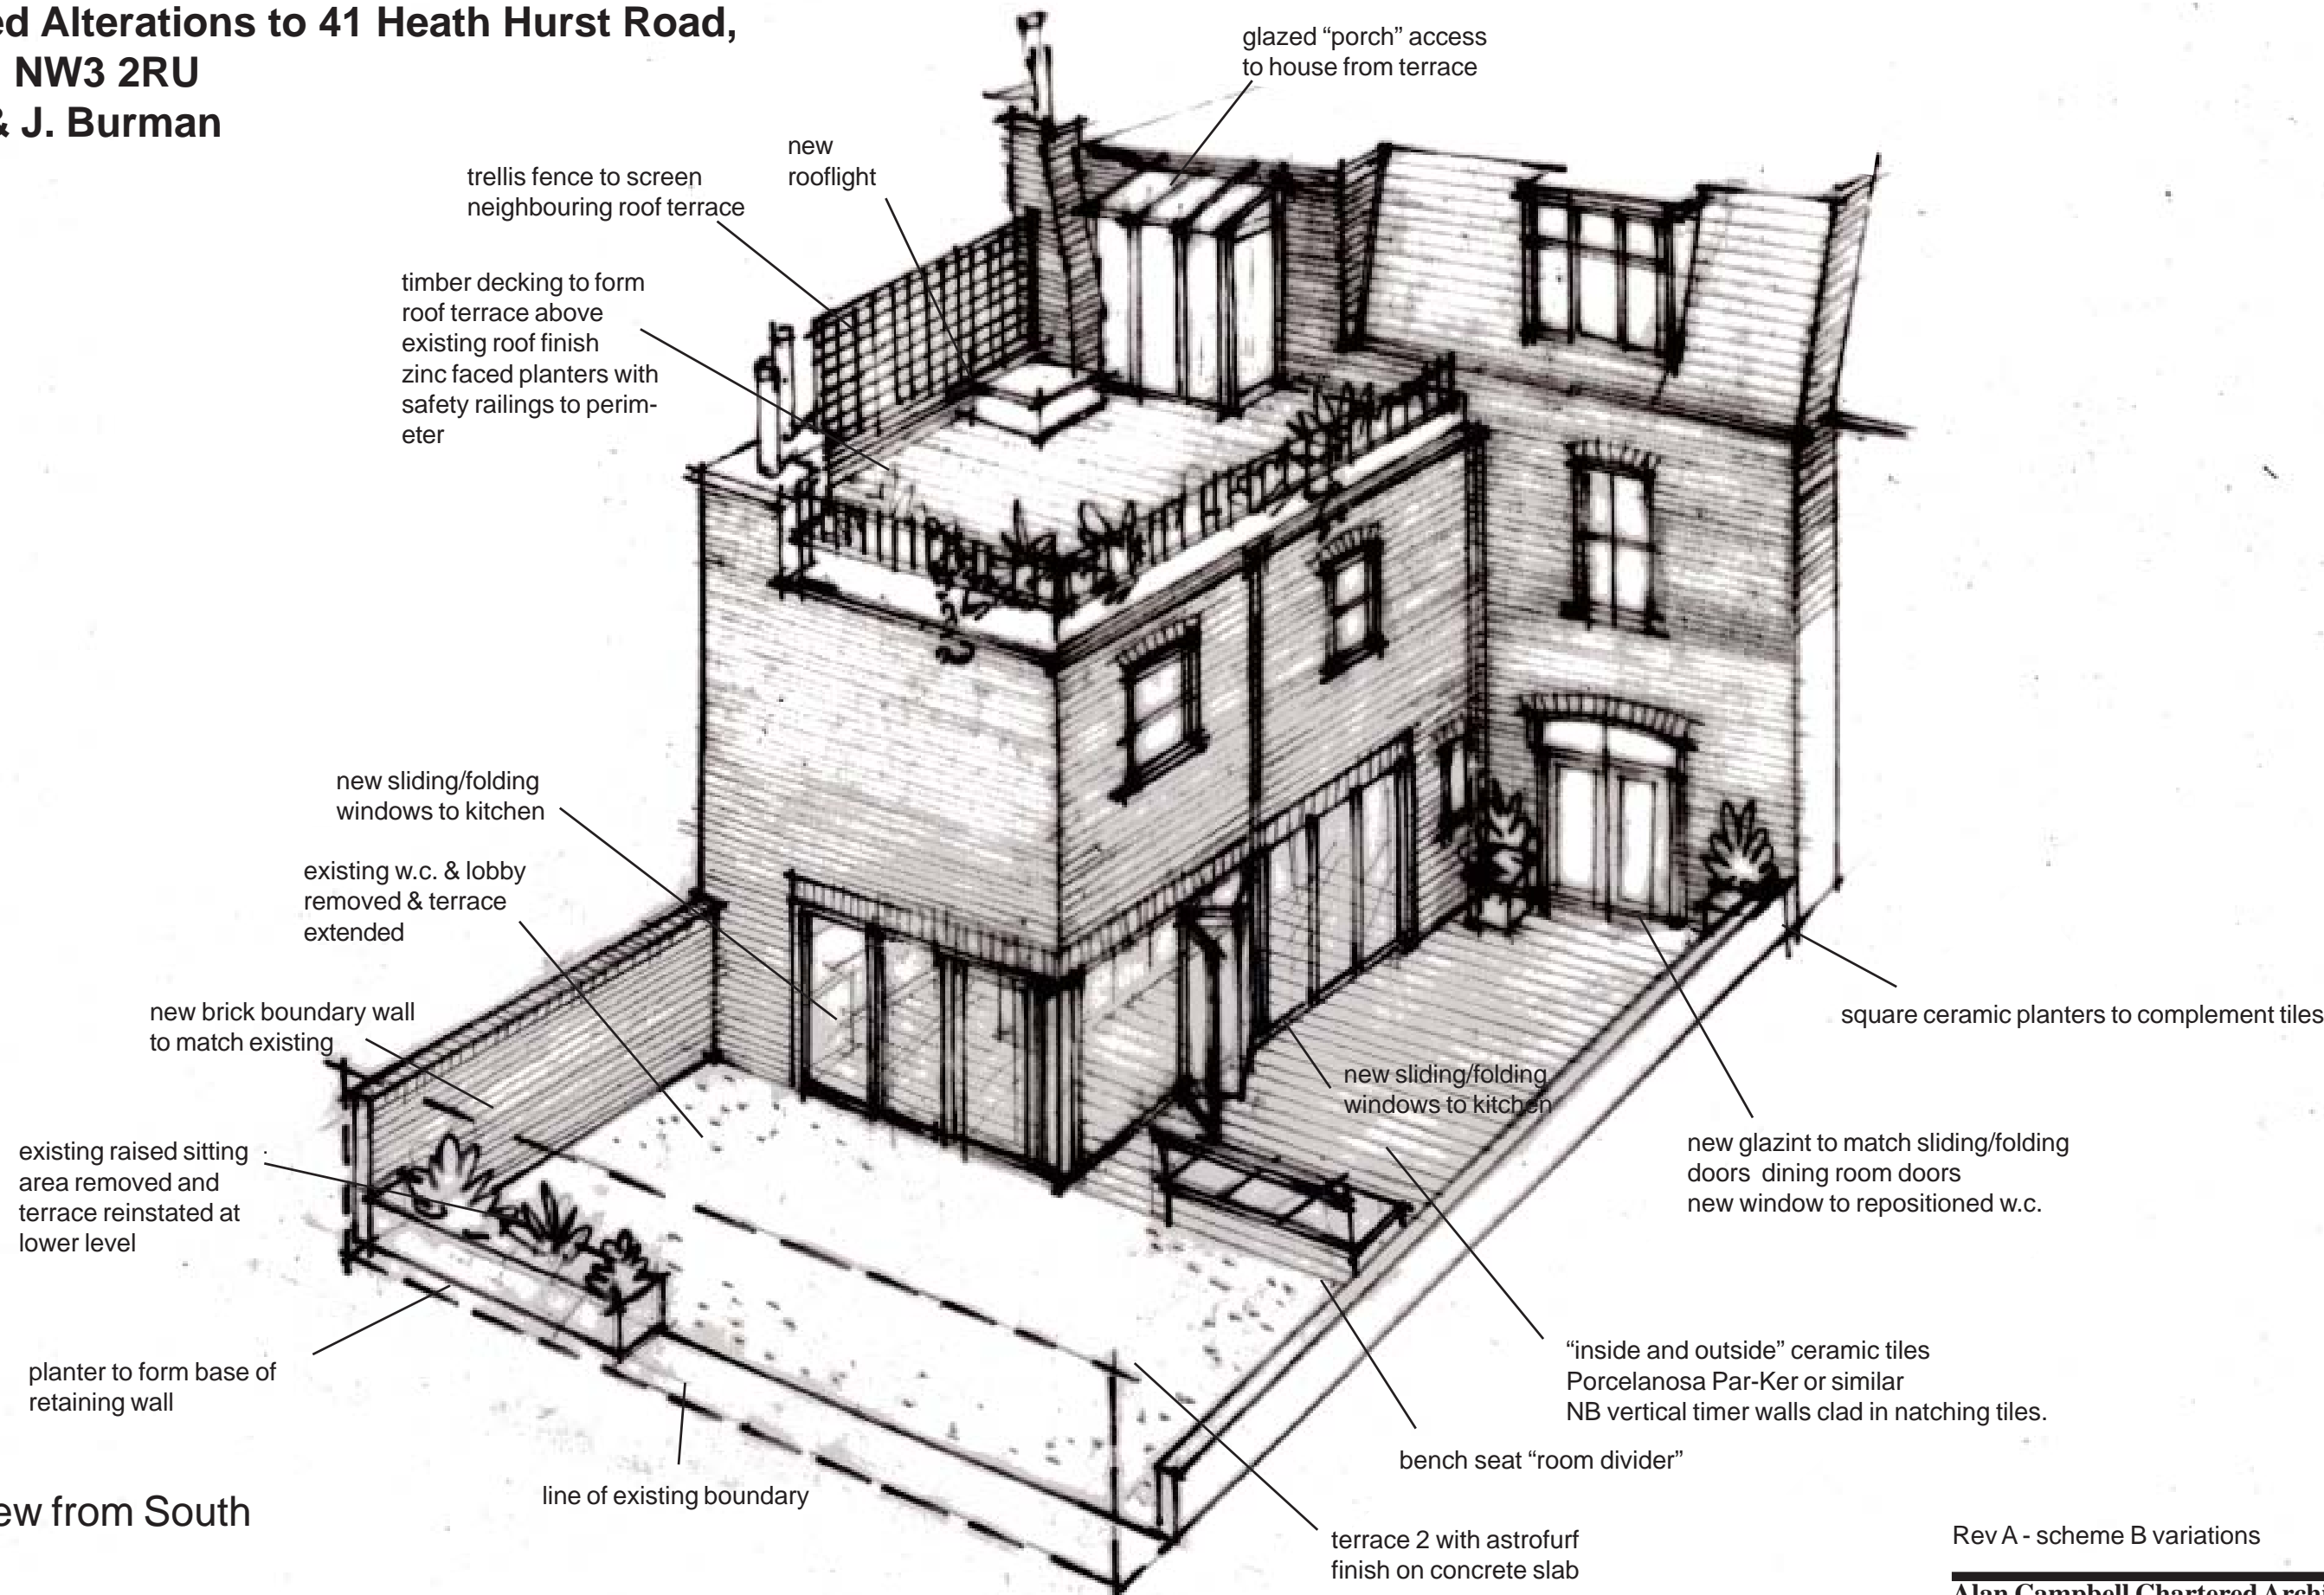 ed Alterations to 41 Heath Hurst Road,
NW3 2RU
& J. Burman
glazed “porch” access
to house from terrace
new
rooflight
trellis fence to screen
neighbouring roof terrace
timber decking to form
roof terrace above
existing roof finish
zinc faced planters with
safety railings to perim-
eter
new sliding/folding
windows to kitchen
existing w.c. & lobby
removed & terrace
extended
new brick boundary wall
to match existing
existing raised sitting
area removed and
terrace reinstated at
lower level
planter to form base of
retaining wall
line of existing boundary
square ceramic planters to complement tiles
new sliding/folding
windows to kitchen
new glazint to match sliding/folding
doors dining room doors
new window to repositioned w.c.
“inside and outside” ceramic tiles
Porcelanosa Par-Ker or similar
NB vertical timer walls clad in natching tiles.
bench seat “room divider”
terrace 2 with astrofurf
finish on concrete slab
ew from South
Rev A - scheme B variations
Alan Campbell Chartered Archi